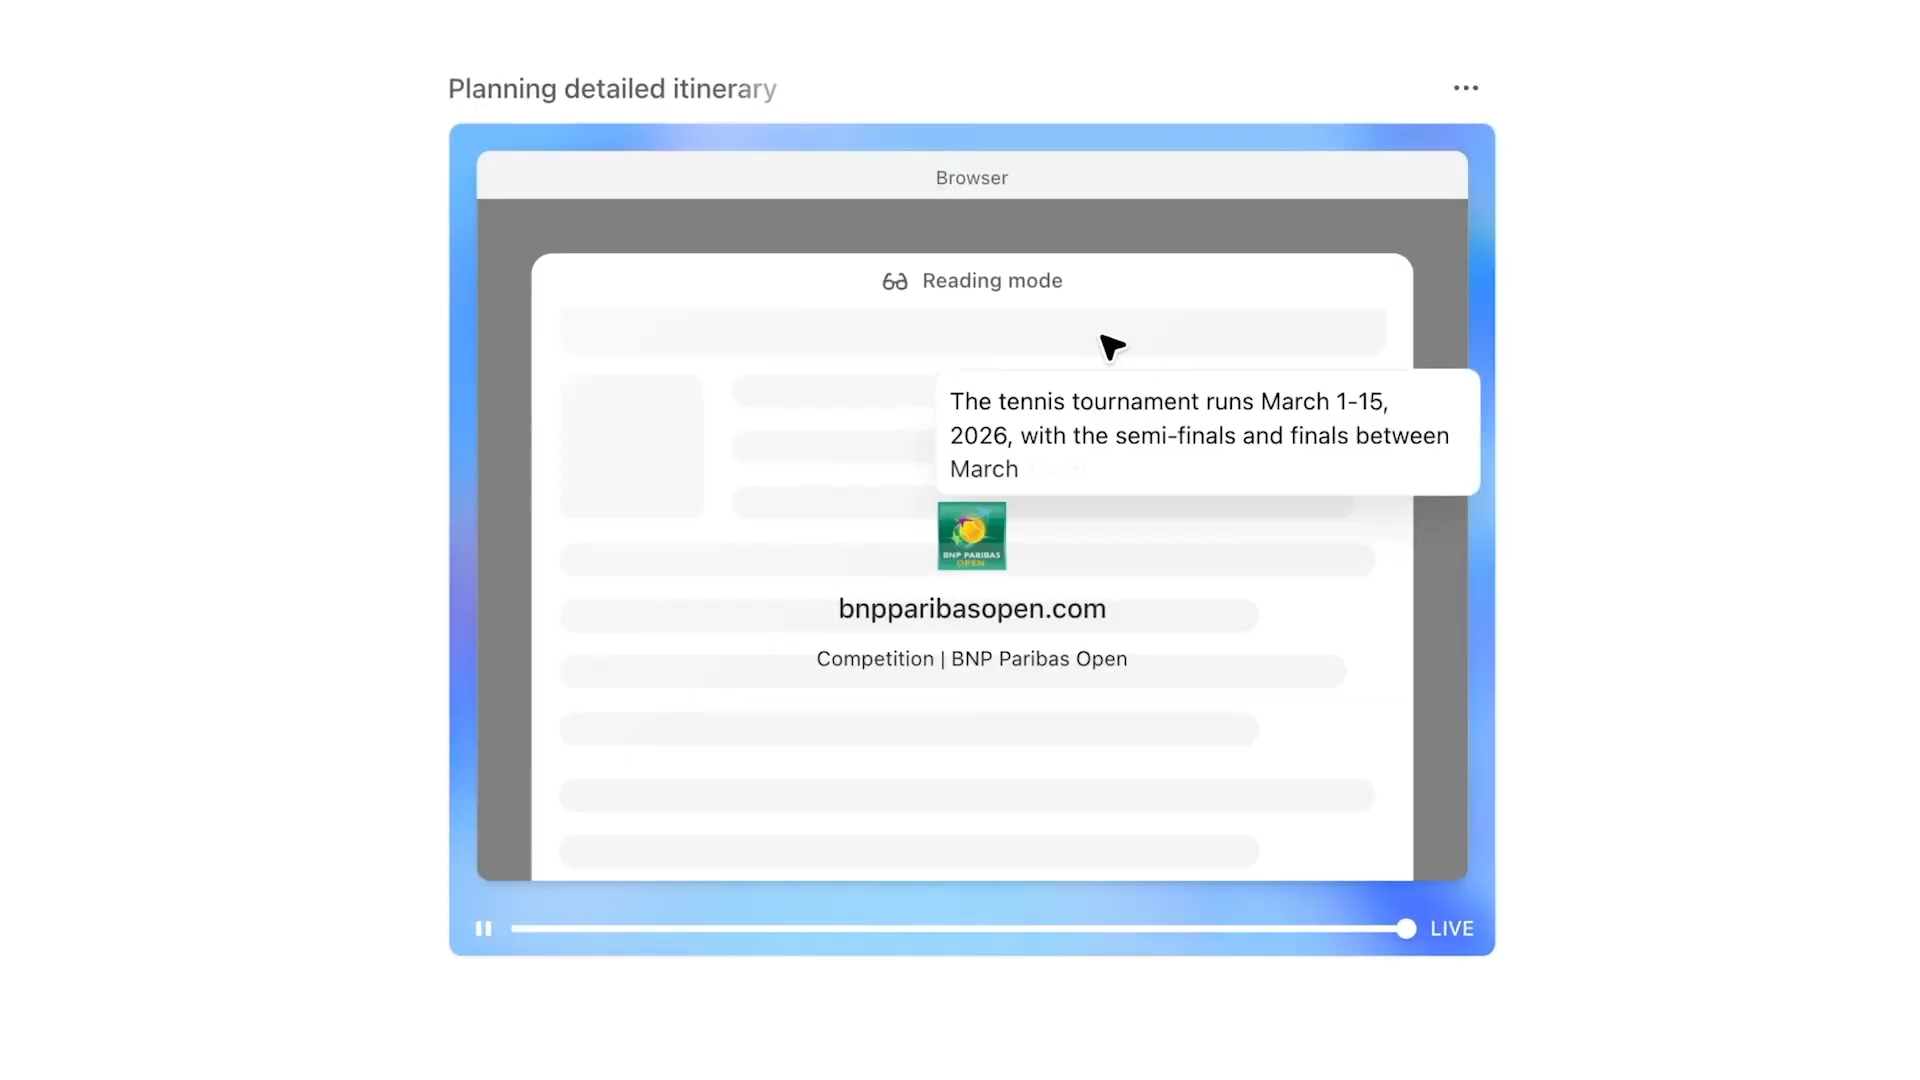 Planning detailed itinerary
Browser
Reading mode
The tennis tournament runs March 1-15,
2026, with the semi-finals and finals between
March
BNP PARIBAS
OPEN
bnpparibasopen.com
Competition | BNP Paribas Open
LIVE